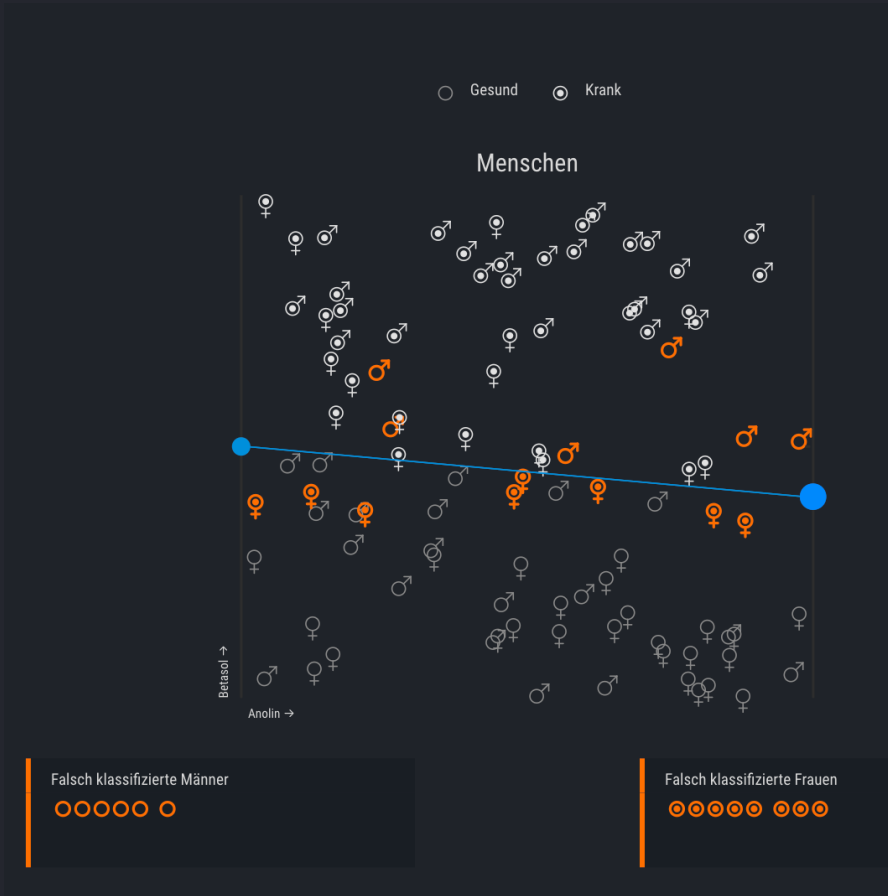 Gesund
Krank
Menschen
Betasol →
Anolin →
Falsch klassifizierte Männer
Falsch klassifizierte Frauen